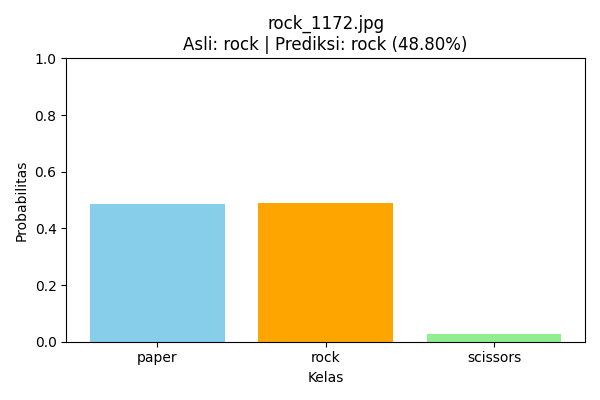 rock_1172.jpg
Asli: rock | Prediksi: rock (48.80%)
1.0
0.8
0.6
0.4
0.2
0.0
Probabilitas
paper
rock
scissors
Kelas